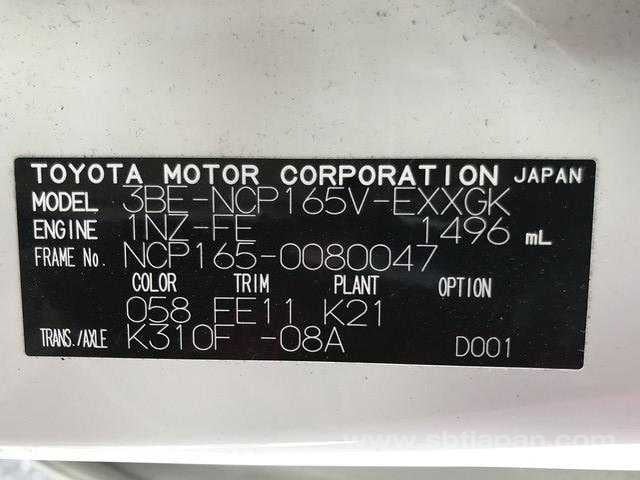 TOYOTA MOTOR CORPORATION JAPAN
MODEL 3BE-NCP165V-EXXGK
ENGINE 1NZ-FE 1496 mL
FRAME No. NCP165-0080047
COLOR TRIM PLANT OPTION
058 FE11 K21
TRANS./AXLE K310F -08A D001
www.sbtjapan.com